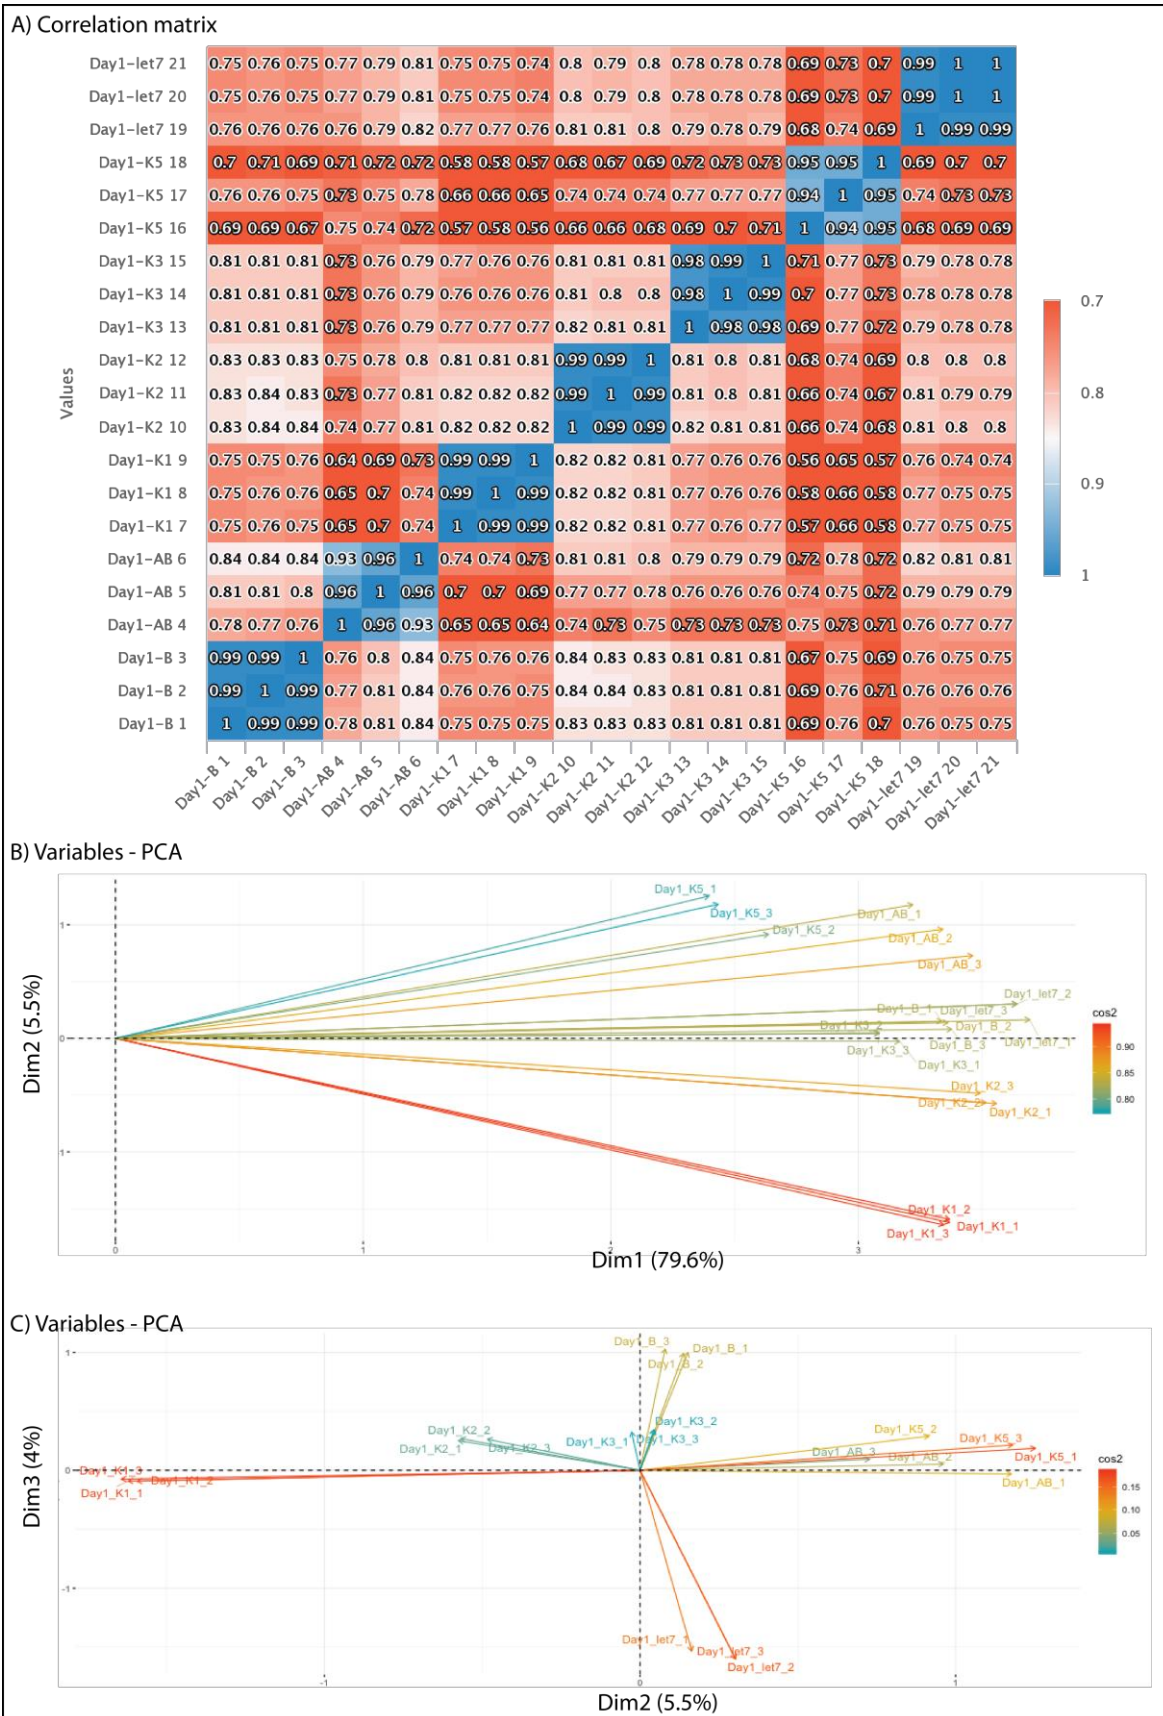 A) Correlation matrix
Day1-let7 21 0.75 0.76 0.75 0.77 0.79 0.81 0.75 0.75 0.74 0.8 0.79 0.8 0.78 0.78 0.78 0.69 0.73 0.7 0.99 1 1
Day1-let7 20 0.75 0.76 0.75 0.77 0.79 0.81 0.75 0.75 0.74 0.8 0.79 0.8 0.78 0.78 0.78 0.69 0.73 0.7 0.99 1 1
Day1-let7 19 0.76 0.76 0.76 0.76 0.79 0.82 0.77 0.77 0.76 0.81 0.81 0.8 0.79 0.78 0.79 0.68 0.74 0.69 1 0.99 0.99
Day1-K5 18 0.7 0.71 0.69 0.71 0.72 0.72 0.58 0.58 0.57 0.68 0.67 0.69 0.72 0.73 0.73 0.95 0.95 1 0.69 0.7 0.7
Day1-K5 17 0.76 0.76 0.75 0.73 0.75 0.78 0.66 0.66 0.65 0.74 0.74 0.74 0.77 0.77 0.77 0.94 1 0.95 0.74 0.73 0.73
Day1-K5 16 0.69 0.69 0.67 0.75 0.74 0.72 0.57 0.58 0.56 0.66 0.66 0.68 0.69 0.7 0.71 1 0.94 0.95 0.68 0.69 0.69
Day1-K3 15 0.81 0.81 0.81 0.73 0.76 0.79 0.77 0.76 0.76 0.81 0.81 0.81 0.98 0.99 1 0.71 0.77 0.73 0.79 0.78 0.78
Day1-K3 14 0.81 0.81 0.81 0.73 0.76 0.79 0.76 0.76 0.76 0.81 0.8 0.8 0.98 1 0.99 0.7 0.77 0.73 0.78 0.78 0.78
Day1-K3 13 0.81 0.81 0.81 0.73 0.76 0.79 0.77 0.77 0.77 0.82 0.81 0.81 1 0.98 0.98 0.69 0.77 0.72 0.79 0.78 0.78
Day1-K2 12 0.83 0.83 0.83 0.75 0.78 0.8 0.81 0.81 0.81 0.99 0.99 1 0.81 0.8 0.81 0.68 0.74 0.69 0.8 0.8 0.8
Day1-K2 11 0.83 0.84 0.83 0.73 0.77 0.81 0.82 0.82 0.82 0.99 1 0.99 0.81 0.8 0.81 0.66 0.74 0.67 0.81 0.79 0.79
Day1-K2 10 0.83 0.84 0.84 0.74 0.77 0.81 0.82 0.82 0.82 1 0.99 0.99 0.82 0.81 0.81 0.66 0.74 0.68 0.81 0.8 0.8
Day1-K1 9 0.75 0.75 0.76 0.64 0.69 0.73 0.99 0.99 1 0.82 0.82 0.81 0.77 0.76 0.76 0.56 0.65 0.57 0.76 0.74 0.74
Day1-K1 8 0.75 0.76 0.76 0.65 0.7 0.74 0.99 1 0.99 0.82 0.82 0.81 0.77 0.76 0.76 0.58 0.66 0.58 0.77 0.75 0.75
Day1-K1 7 0.75 0.76 0.75 0.65 0.7 0.74 1 0.99 0.99 0.82 0.82 0.81 0.77 0.76 0.77 0.57 0.66 0.58 0.77 0.75 0.75
Day1-AB 6 0.84 0.84 0.84 0.93 0.96 1 0.74 0.74 0.73 0.81 0.81 0.8 0.79 0.79 0.79 0.72 0.78 0.72 0.82 0.81 0.81
Day1-AB 5 0.81 0.81 0.8 0.96 1 0.96 0.7 0.7 0.69 0.77 0.77 0.78 0.76 0.76 0.76 0.74 0.75 0.72 0.79 0.79 0.79
Day1-AB 4 0.78 0.77 0.76 1 0.96 0.93 0.65 0.65 0.64 0.74 0.73 0.75 0.73 0.73 0.73 0.75 0.73 0.71 0.76 0.77 0.77
Day1-B 3 0.99 0.99 1 0.76 0.8 0.84 0.75 0.76 0.76 0.84 0.83 0.83 0.81 0.81 0.81 0.67 0.75 0.69 0.76 0.75 0.75
Day1-B 2 0.99 1 0.99 0.77 0.81 0.84 0.76 0.76 0.75 0.84 0.84 0.83 0.81 0.81 0.81 0.69 0.76 0.71 0.76 0.76 0.76
Day1-B 1 1 0.99 0.99 0.78 0.81 0.84 0.75 0.75 0.75 0.83 0.83 0.83 0.81 0.81 0.81 0.69 0.76 0.7 0.76 0.75 0.75
Values
0.7
0.8
0.9
1
Day1-B 1 Day1-B 2 Day1-B 3 Day1-AB 4 Day1-AB 5 Day1-AB 6 Day1-K1 7 Day1-K1 8 Day1-K1 9 Day1-K2 10 Day1-K2 11 Day1-K2 12 Day1-K3 13 Day1-K3 14 Day1-K3 15 Day1-K5 16 Day1-K5 17 Day1-K5 18 Day1-let7 19 Day1-let7 20 Day1-let7 21
B) Variables - PCA
Day1_K5_1
Day1_K5_3
Day1_AB_1
1
Day1_K5_2
Day1_AB_2
Day1_AB_3
Day1_let7_2
Day1_B_1 Day1_let7_3
Day1_K3_2 Day1_B_2
0
Day1_B_3 Day1_let7_1
Day1_K3_3
Day1_K3_1
Day1_K2_3
Day1_K2_2 Day1_K2_1
1
Day1_K1_2
Day1_K1_1
Day1_K1_3
0 1 2 3
Dim1 (79.6%)
Dim2 (5.5%)
cos2
0.90
0.85
0.80
C) Variables - PCA
Day1_B_3
Day1_B_1
1
Day1_B_2
Day1_K3_2
Day1_K2_2 Day1_K5_2
Day1_K3_1 Day1_K3_3 Day1_K5_3
Day1_K2_1 Day1_K2_3 Day1_AB_3
Day1_AB_2 Day1_K5_1
0
Day1_K1_3
Day1_K1_2 Day1_AB_1
Day1_K1_1
-1
Day1_let7_1
Day1_let7_3
Day1_let7_2
-1 0 1
Dim2 (5.5%)
Dim3 (4%)
cos2
0.15
0.10
0.05